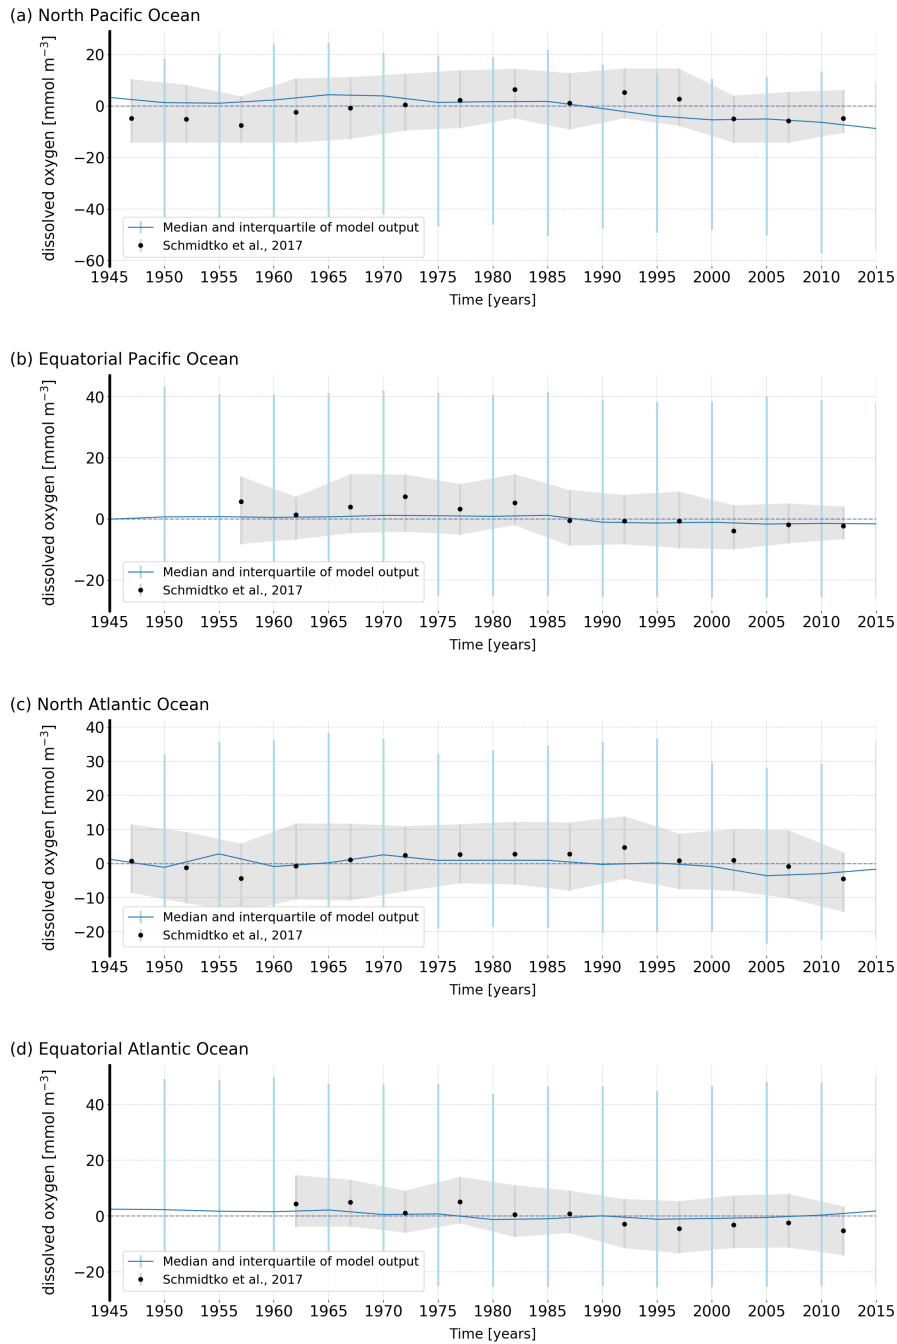 (a) North Pacific Ocean
dissolved oxygen [mmol m⁻³]
20
0
−20
−40
−60
Median and interquartile of model output
Schmidtko et al., 2017
1945 1950 1955 1960 1965 1970 1975 1980 1985 1990 1995 2000 2005 2010 2015
Time [years]
(b) Equatorial Pacific Ocean
dissolved oxygen [mmol m⁻³]
40
20
0
−20
Median and interquartile of model output
Schmidtko et al., 2017
1945 1950 1955 1960 1965 1970 1975 1980 1985 1990 1995 2000 2005 2010 2015
Time [years]
(c) North Atlantic Ocean
dissolved oxygen [mmol m⁻³]
40
30
20
10
0
−10
−20
Median and interquartile of model output
Schmidtko et al., 2017
1945 1950 1955 1960 1965 1970 1975 1980 1985 1990 1995 2000 2005 2010 2015
Time [years]
(d) Equatorial Atlantic Ocean
dissolved oxygen [mmol m⁻³]
40
20
0
−20
Median and interquartile of model output
Schmidtko et al., 2017
1945 1950 1955 1960 1965 1970 1975 1980 1985 1990 1995 2000 2005 2010 2015
Time [years]